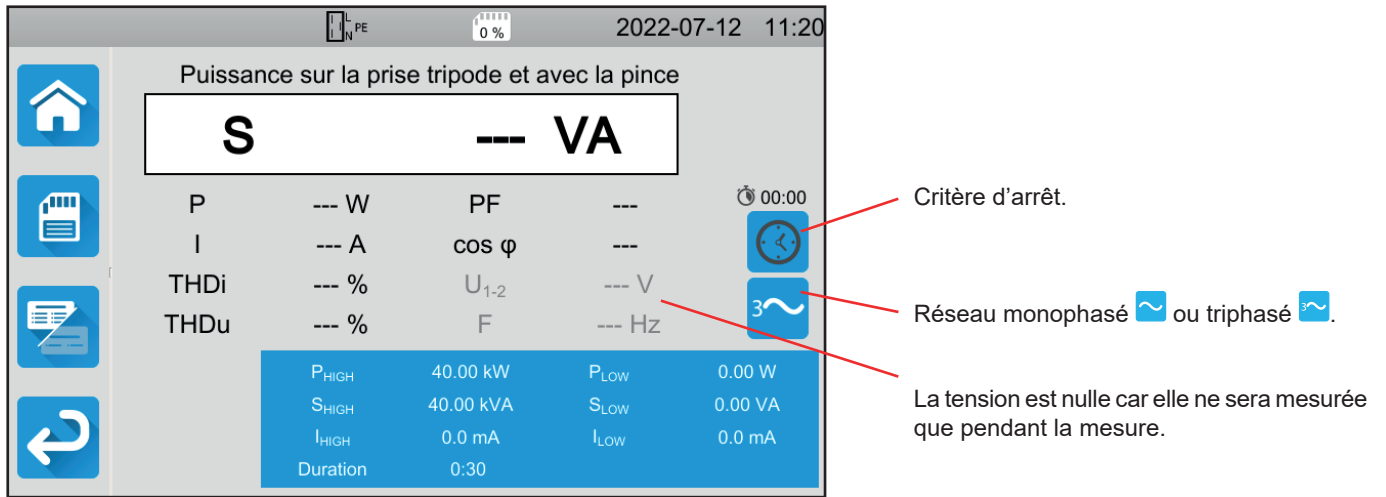 L
N PE
0 %
2022-07-12 11:20
Puissance sur la prise tripode et avec la pince
S --- VA
P --- W PF ---
00:00
I --- A cos φ ---
THDi --- % U1-2 --- V
THDu --- % F --- Hz
3
PHIGH 40.00 kW PLOW 0.00 W
SHIGH 40.00 kVA SLOW 0.00 VA
IHIGH 0.0 mA ILOW 0.0 mA
Duration 0:30
Critère d’arrêt.
Réseau monophasé ou triphasé 3.
La tension est nulle car elle ne sera mesurée
que pendant la mesure.